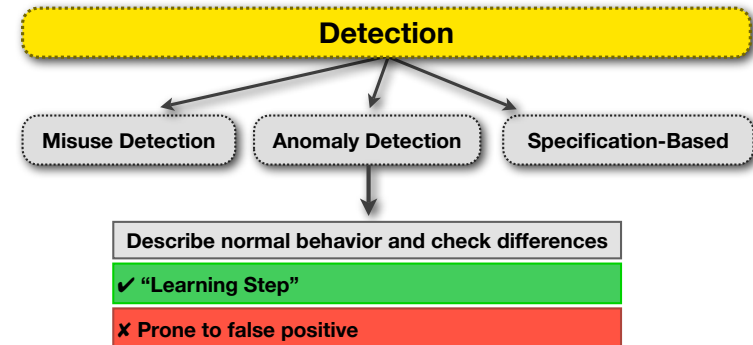 Detection
Misuse Detection
Anomaly Detection
Specification-Based
Describe normal behavior and check differences
✔ “Learning Step”
✘ Prone to false positive